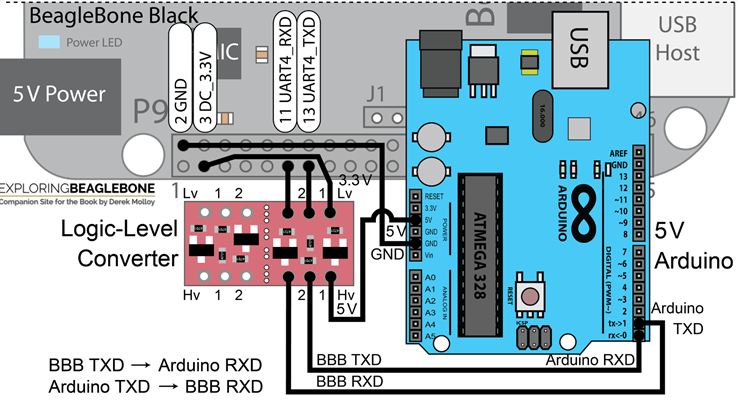 BeagleBone Black
Power LED
5V Power
P9
2 GND
3 DC_3.3V
IC
11 UART4_RXD
13 UART4_TXD
J1
B
USB
USB
Host
1
EXPLORINGBEAGLEBONE
Companion Site for the Book by Derek Molloy
Logic-Level
Converter
Lv 1 2 2 1 Lv
3.3V
Hv 1 2 2 1 Hv
5V
5V
GND
16.000
RESET
3.3V
5V
GND
GND
Vin
POWER
A0
A1
A2
A3
A4
A5
ANALOG IN
ATMEGA 328
RESET
ICSP
ARDUINO
AREF
GND
13
12
~11
~10
~9
8
7
~6
~5
4
~3
2
tx->1
rx<-0
DIGITAL (PWM~)
5V
Arduino
Arduino
TXD
Arduino RXD
BBB TXD
BBB RXD
BBB TXD → Arduino RXD
Arduino TXD → BBB RXD